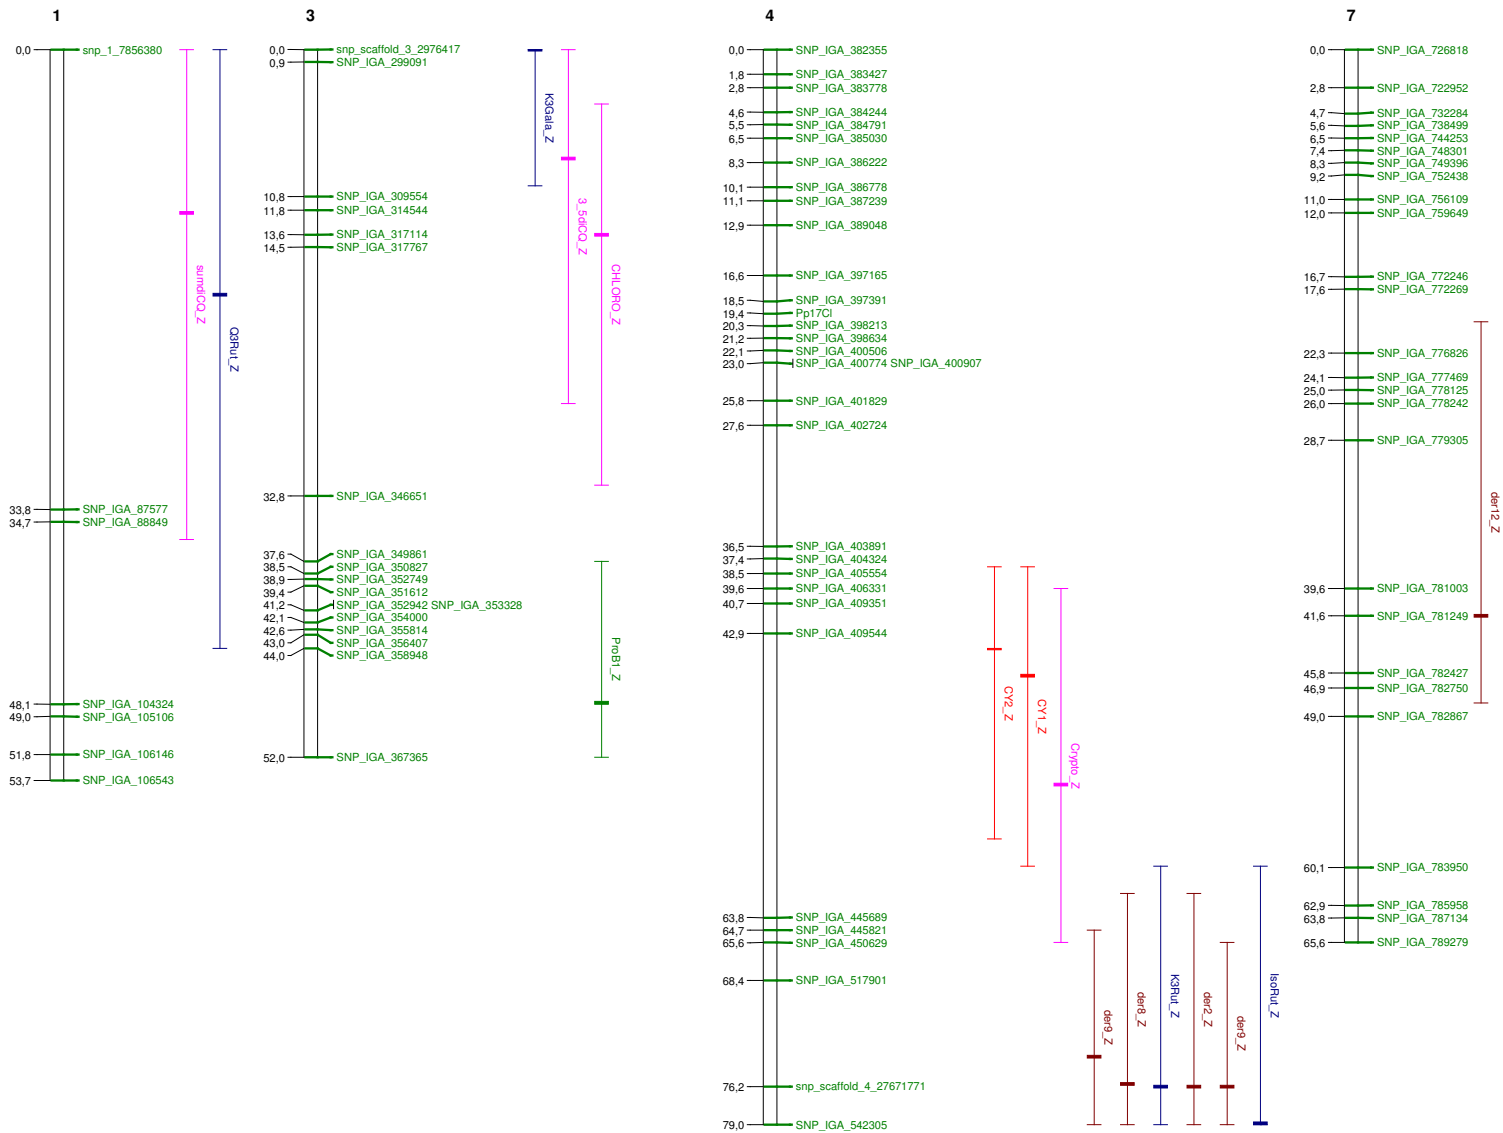 1
0,0 snp_1_7856380
33,8 SNP_IGA_87577
34,7 SNP_IGA_88849
48,1 SNP_IGA_104324
49,0 SNP_IGA_105106
51,8 SNP_IGA_106146
53,7 SNP_IGA_106543
sumdiCQ_Z
Q3Rut_Z
3
0,0 snp_scaffold_3_2976417
0,9 SNP_IGA_299091
10,8 SNP_IGA_309554
11,8 SNP_IGA_314544
13,6 SNP_IGA_317114
14,5 SNP_IGA_317767
32,8 SNP_IGA_346651
37,6 SNP_IGA_349861
38,5 SNP_IGA_350827
38,9 SNP_IGA_352749
39,4 SNP_IGA_351612
41,2 SNP_IGA_352942 SNP_IGA_353328
42,1 SNP_IGA_354000
42,6 SNP_IGA_355814
43,0 SNP_IGA_356407
44,0 SNP_IGA_358948
52,0 SNP_IGA_367365
K3Gala_Z
3_5diCQ_Z
CHLORO_Z
ProB1_Z
4
0,0 SNP_IGA_382355
1,8 SNP_IGA_383427
2,8 SNP_IGA_383778
4,6 SNP_IGA_384244
5,5 SNP_IGA_384791
6,5 SNP_IGA_385030
8,3 SNP_IGA_386222
10,1 SNP_IGA_386778
11,1 SNP_IGA_387239
12,9 SNP_IGA_389048
16,6 SNP_IGA_397165
18,5 SNP_IGA_397391
19,4 Pp17Cl
20,3 SNP_IGA_398213
21,2 SNP_IGA_398634
22,1 SNP_IGA_400506
23,0 SNP_IGA_400774 SNP_IGA_400907
25,8 SNP_IGA_401829
27,6 SNP_IGA_402724
36,5 SNP_IGA_403891
37,4 SNP_IGA_404324
38,5 SNP_IGA_405554
39,6 SNP_IGA_406331
40,7 SNP_IGA_409351
42,9 SNP_IGA_409544
63,8 SNP_IGA_445689
64,7 SNP_IGA_445821
65,6 SNP_IGA_450629
68,4 SNP_IGA_517901
76,2 snp_scaffold_4_27671771
79,0 SNP_IGA_542305
CY2_Z
CY1_Z
Crypto_Z
der9_Z
der8_Z
K3Rut_Z
der2_Z
der9_Z
IsoRut_Z
7
0,0 SNP_IGA_726818
2,8 SNP_IGA_722952
4,7 SNP_IGA_732284
5,6 SNP_IGA_738499
6,5 SNP_IGA_744253
7,4 SNP_IGA_748301
8,3 SNP_IGA_749396
9,2 SNP_IGA_752438
11,0 SNP_IGA_756109
12,0 SNP_IGA_759649
16,7 SNP_IGA_772246
17,6 SNP_IGA_772269
22,3 SNP_IGA_776826
24,1 SNP_IGA_777469
25,0 SNP_IGA_778125
26,0 SNP_IGA_778242
28,7 SNP_IGA_779305
39,6 SNP_IGA_781003
41,6 SNP_IGA_781249
45,8 SNP_IGA_782427
46,9 SNP_IGA_782750
49,0 SNP_IGA_782867
60,1 SNP_IGA_783950
62,9 SNP_IGA_785958
63,8 SNP_IGA_787134
65,6 SNP_IGA_789279
der12_Z